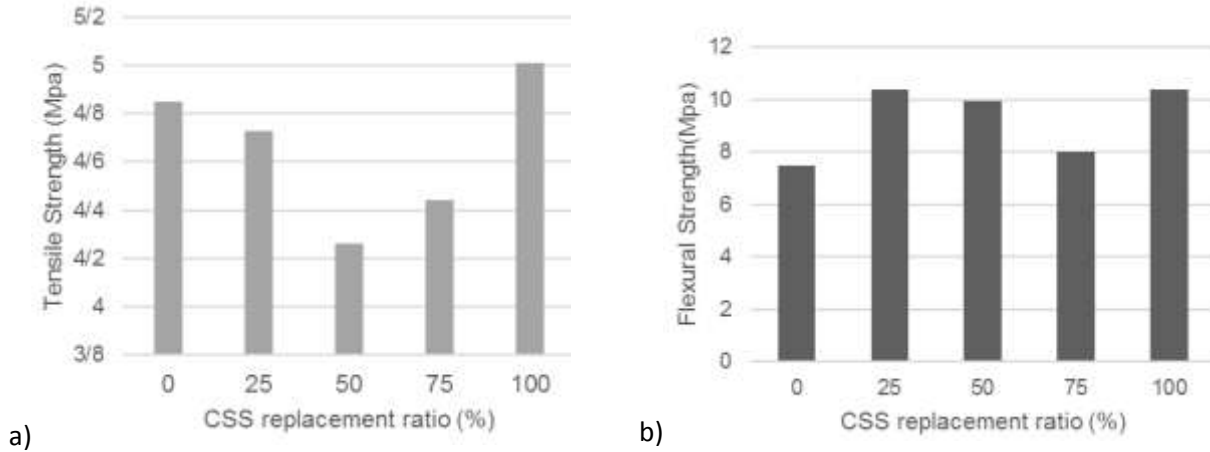 Tensile Strength (Mpa)
5/2
5
4/8
4/6
4/4
4/2
4
3/8
0 25 50 75 100
CSS replacement ratio (%)
a)
Flexural Strength(Mpa)
12
10
8
6
4
2
0
0 25 50 75 100
CSS replacement ratio (%)
b)